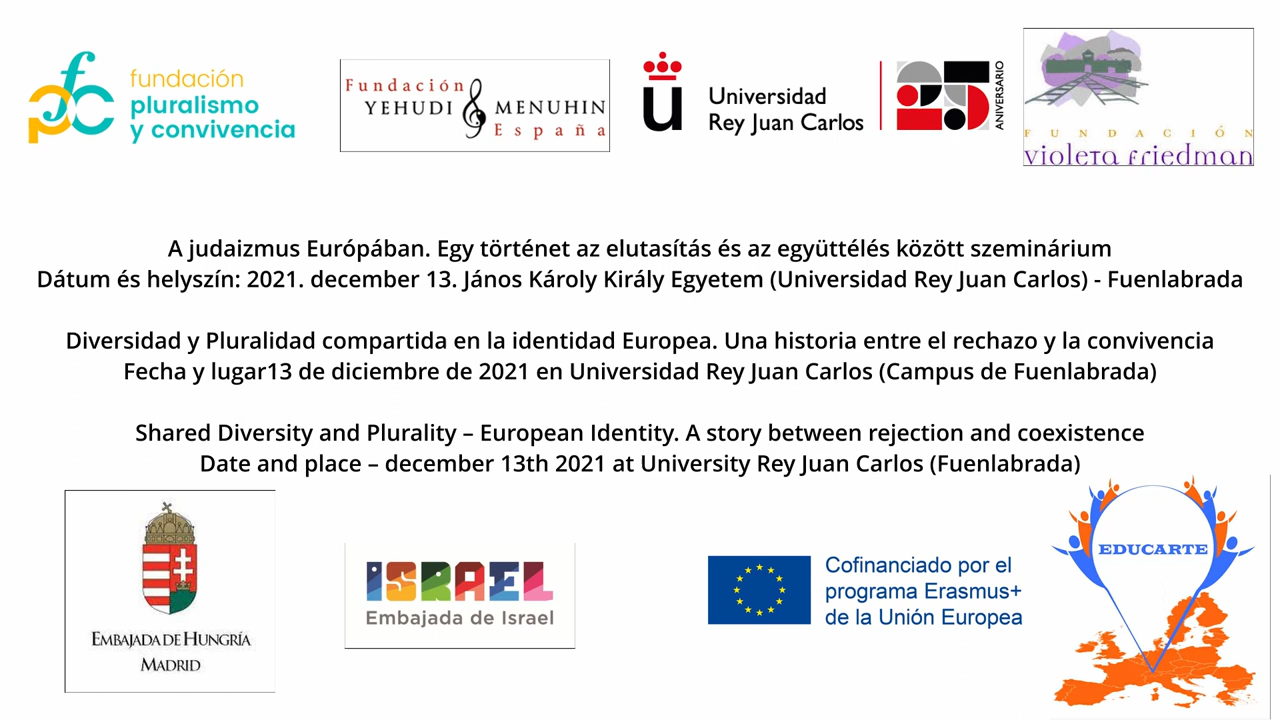 fundación
pluralismo
y convivencia
Fundación
YEHUDI MENUHIN
España
Universidad
Rey Juan Carlos
25 ANIVERSARIO
FUNDACIÓN
violeta friedman
A judaizmus Európában. Egy történet az elutasítás és az együttélés között szeminárium
Dátum és helyszín: 2021. december 13. János Károly Király Egyetem (Universidad Rey Juan Carlos) - Fuenlabrada
Diversidad y Pluralidad compartida en la identidad Europea. Una historia entre el rechazo y la convivencia
Fecha y lugar13 de diciembre de 2021 en Universidad Rey Juan Carlos (Campus de Fuenlabrada)
Shared Diversity and Plurality – European Identity. A story between rejection and coexistence
Date and place – december 13th 2021 at University Rey Juan Carlos (Fuenlabrada)
EMBAJADA DE HUNGRÍA
MADRID
ISRAEL
Embajada de Israel
Cofinanciado por el
programa Erasmus+
de la Unión Europea
EDUCARTE